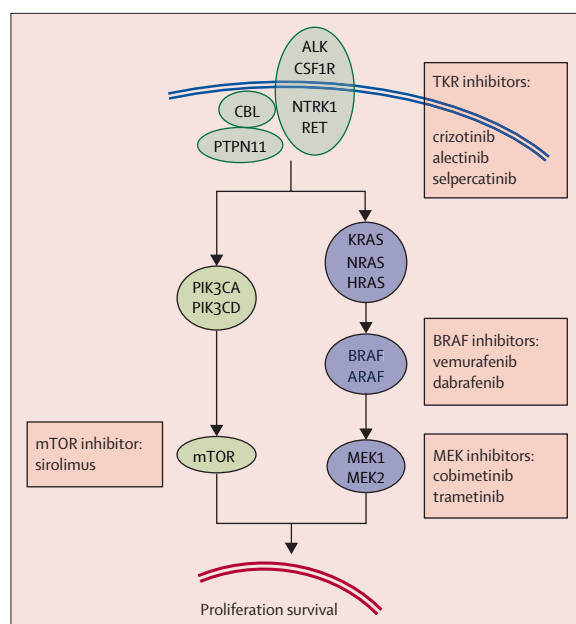 ALK
CSF1R
NTRK1
RET
CBL
PTPN11
TKR inhibitors:
crizotinib
alectinib
selpercatinib
KRAS
NRAS
HRAS
PIK3CA
PIK3CD
BRAF
ARAF
BRAF inhibitors:
vemurafenib
dabrafenib
mTOR inhibitor:
sirolimus
mTOR
MEK1
MEK2
MEK inhibitors:
cobimetinib
trametinib
Proliferation survival